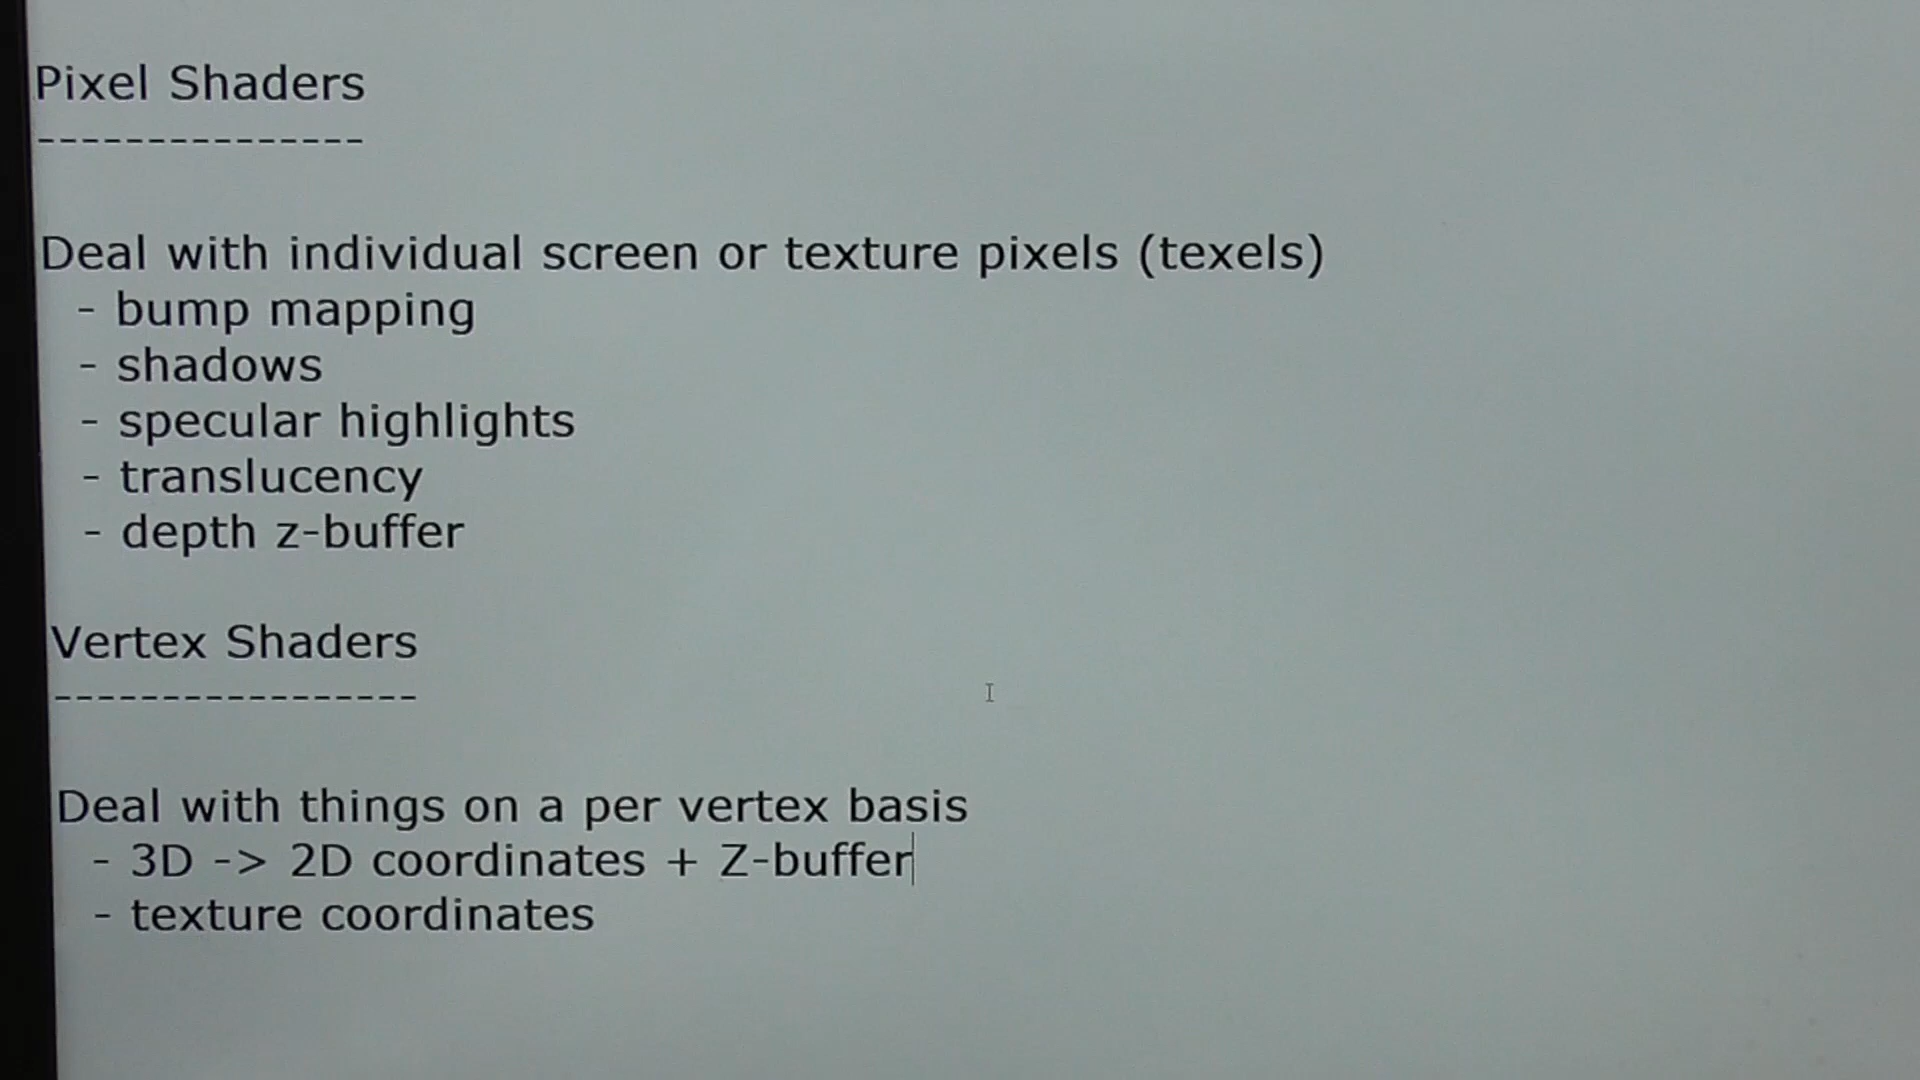 Pixel Shaders
---------------
Deal with individual screen or texture pixels (texels)
- bump mapping
- shadows
- specular highlights
- translucency
- depth z-buffer
Vertex Shaders
-----------------
Deal with things on a per vertex basis
- 3D -> 2D coordinates + Z-buffer
- texture coordinates